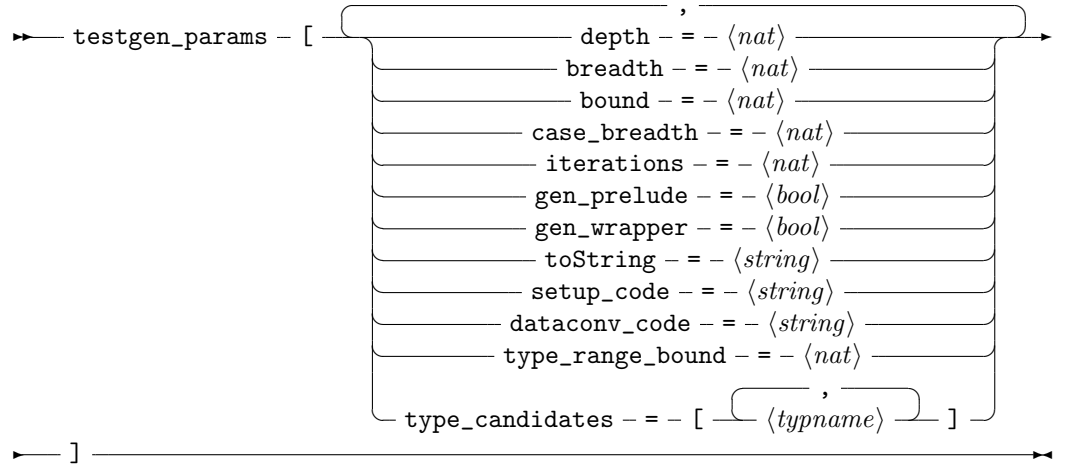 ,
testgen_params [ depth = ⟨nat⟩
breadth = ⟨nat⟩
bound = ⟨nat⟩
case_breadth = ⟨nat⟩
iterations = ⟨nat⟩
gen_prelude = ⟨bool⟩
gen_wrapper = ⟨bool⟩
toString = ⟨string⟩
setup_code = ⟨string⟩
dataconv_code = ⟨string⟩
type_range_bound = ⟨nat⟩
,
type_candidates = [ ⟨typname⟩ ]
]